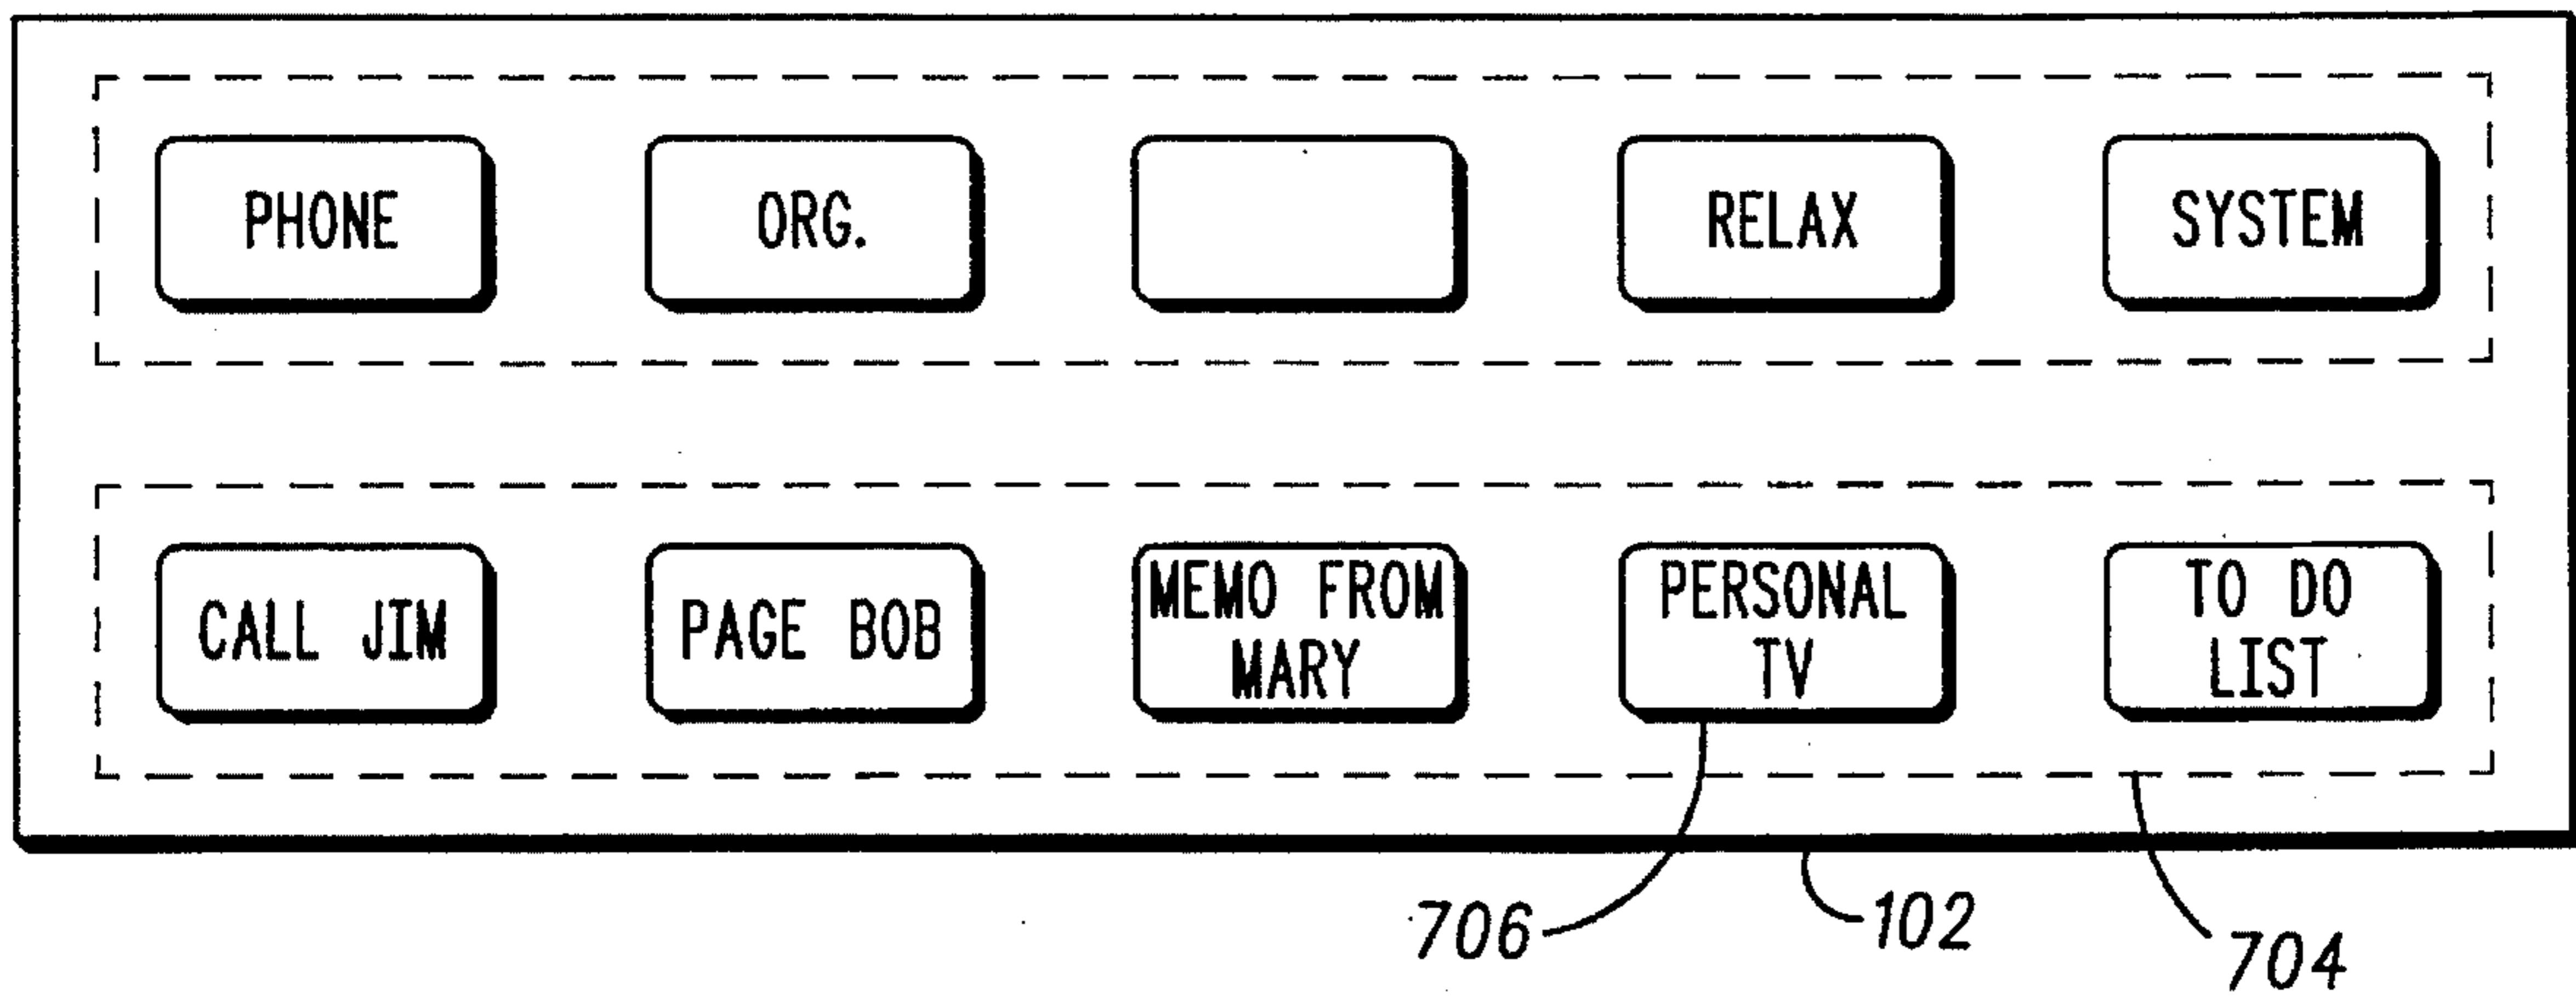 PHONE
ORG.
RELAX
SYSTEM
CALL JIM
PAGE BOB
MEMO FROM
MARY
PERSONAL
TV
TO DO
LIST
706
102
704